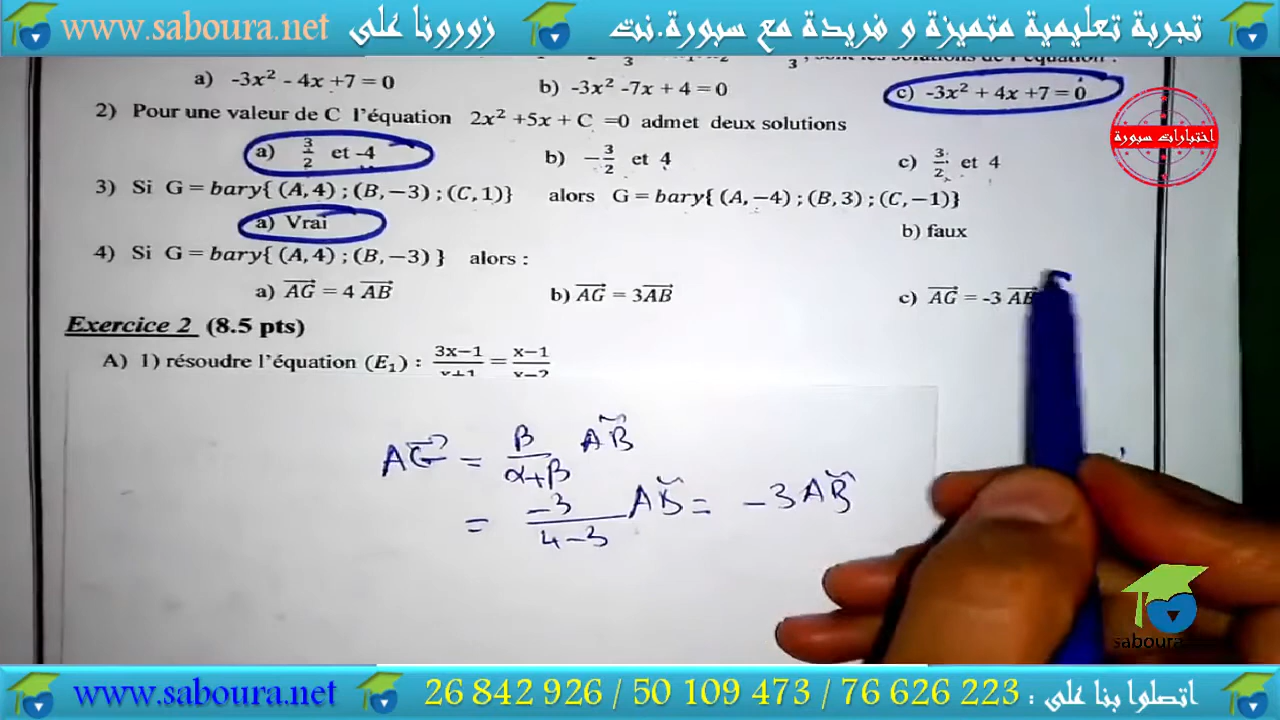 www.saboura.net زورونا على تجربة تعليمية متميزة و فريدة مع سبورة.نت
a) -3x² - 4x +7 = 0 b) -3x² -7x + 4 = 0 c) -3x² + 4x +7 = 0
اختبارات سبورة
2) Pour une valeur de C l'équation 2x² +5x + C =0 admet deux solutions
a) 3/2 et -4 b) −3/2 et 4 c) 3/2 et 4
3) Si G = bary{ (A, 4) ; (B, −3) ; (C, 1)} alors G = bary{ (A, −4) ; (B, 3) ; (C, −1)}
a) Vrai b) faux
4) Si G = bary{ (A, 4) ; (B, −3) } alors :
a) AG = 4 AB b) AG = 3AB c) AG = -3 AB
Exercice 2 (8.5 pts)
A) 1) résoudre l'équation (E₁) : 3x−1/x+1 = x−1/x−2
AG = β/α+β AB
= −3/4−3 AB = −3AB
saboura
www.saboura.net 26 842 926 / 50 109 473 / 76 626 223 : اتصلوا بنا على